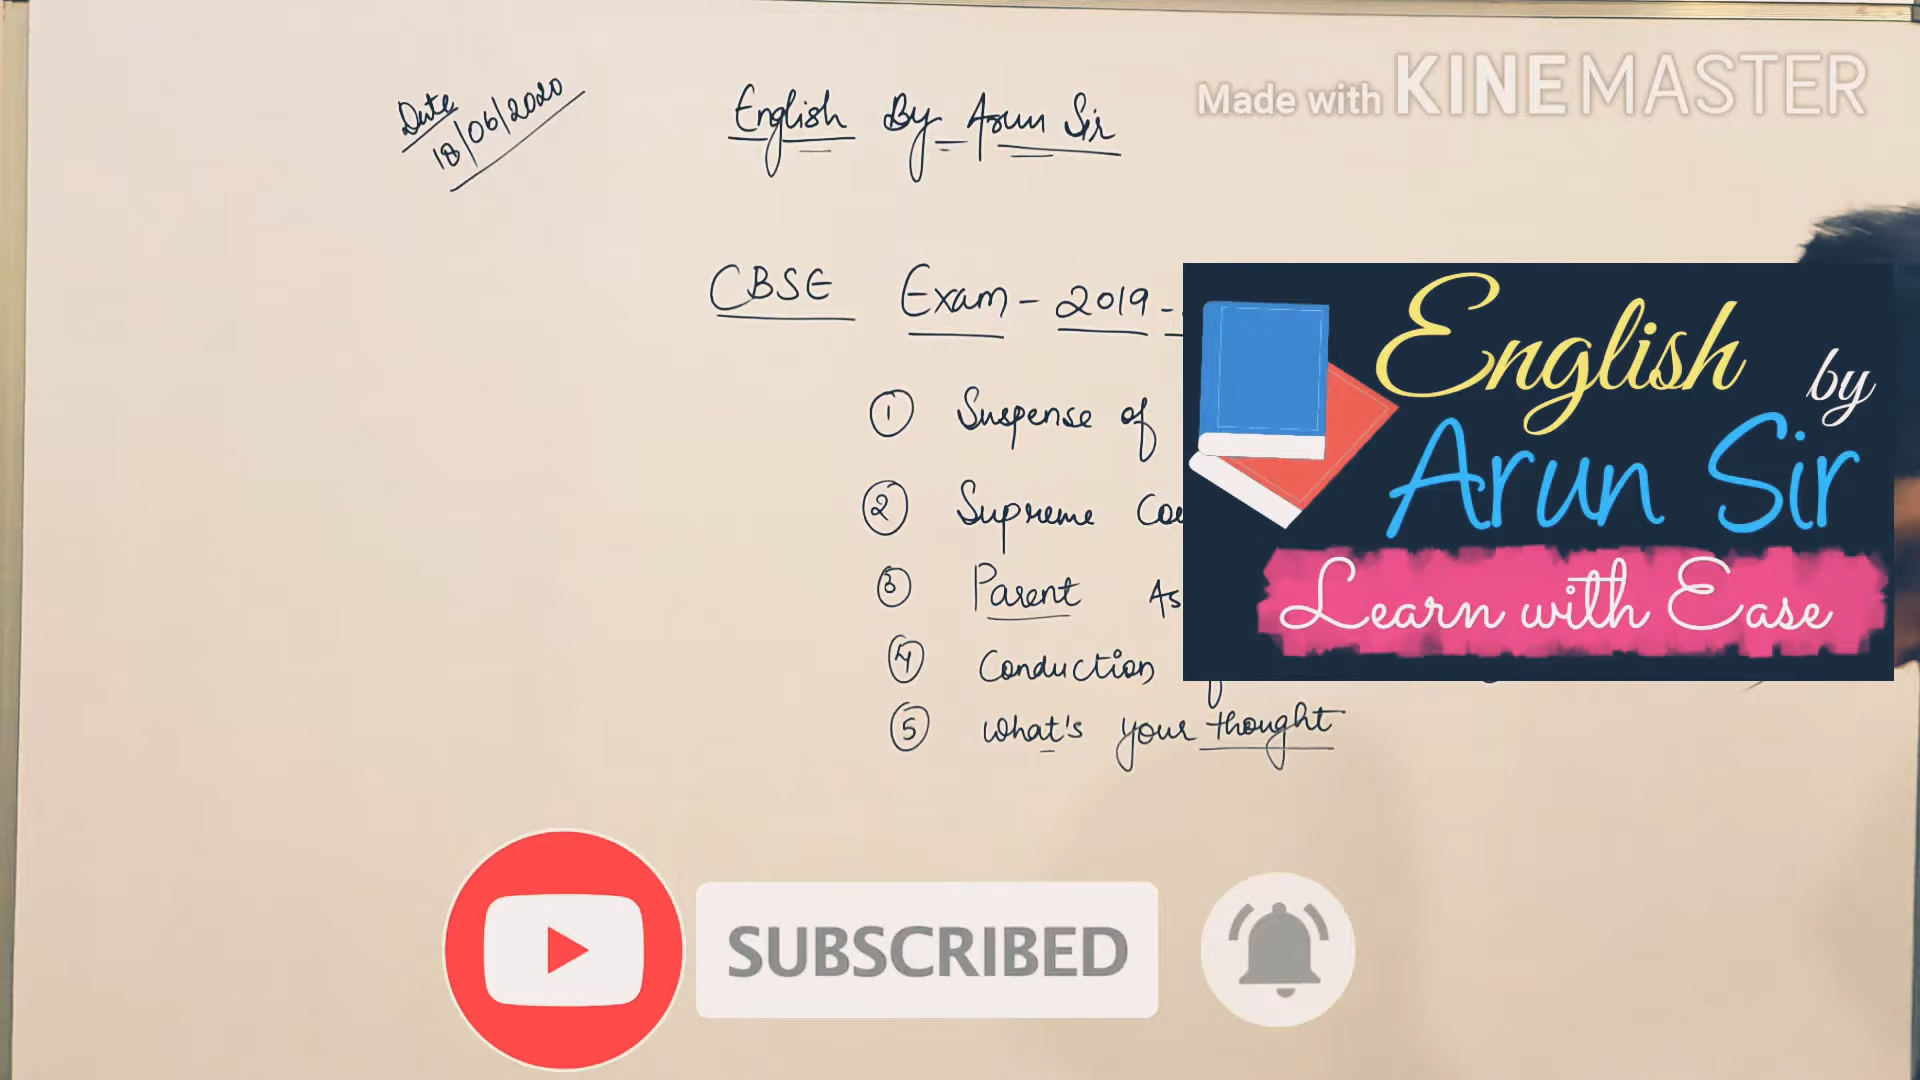 Made with KINEMASTER
Date
18/06/2020
English By Arun Sir
CBSE Exam - 2019 -
① Suspense of
② Supreme
③ Parent As
④ Conduction
⑤ What's your thought
English by
Arun Sir
Learn with Ease
SUBSCRIBED